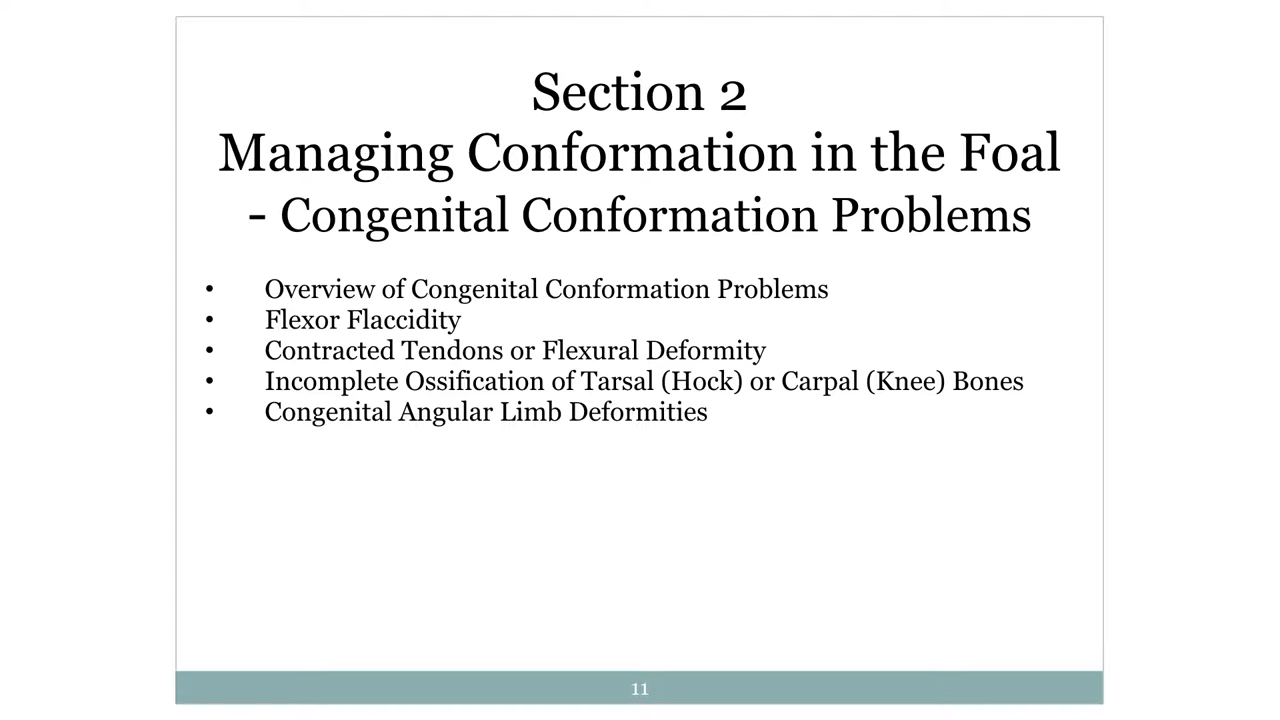 Section 2
Managing Conformation in the Foal
- Congenital Conformation Problems
• Overview of Congenital Conformation Problems
• Flexor Flaccidity
• Contracted Tendons or Flexural Deformity
• Incomplete Ossification of Tarsal (Hock) or Carpal (Knee) Bones
• Congenital Angular Limb Deformities
11